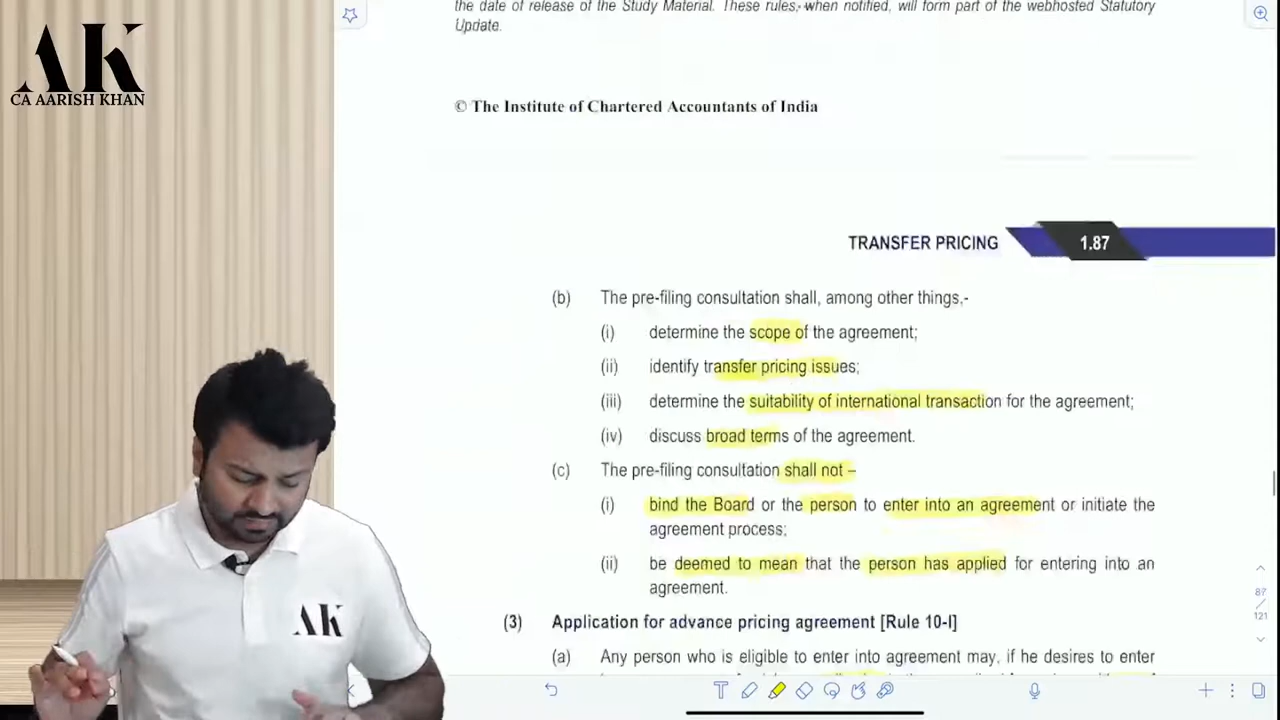 AK
CA AARISH KHAN
the date of release of the Study Material. These rules, when notified, will form part of the webhosted Statutory
Update.
© The Institute of Chartered Accountants of India
TRANSFER PRICING 1.87
(b) The pre-filing consultation shall, among other things,-
(i) determine the scope of the agreement;
(ii) identify transfer pricing issues;
(iii) determine the suitability of international transaction for the agreement;
(iv) discuss broad terms of the agreement.
(c) The pre-filing consultation shall not –
(i) bind the Board or the person to enter into an agreement or initiate the
agreement process;
(ii) be deemed to mean that the person has applied for entering into an
agreement.
(3) Application for advance pricing agreement [Rule 10-I]
(a) Any person who is eligible to enter into agreement may, if he desires to enter
AK
87
/
121